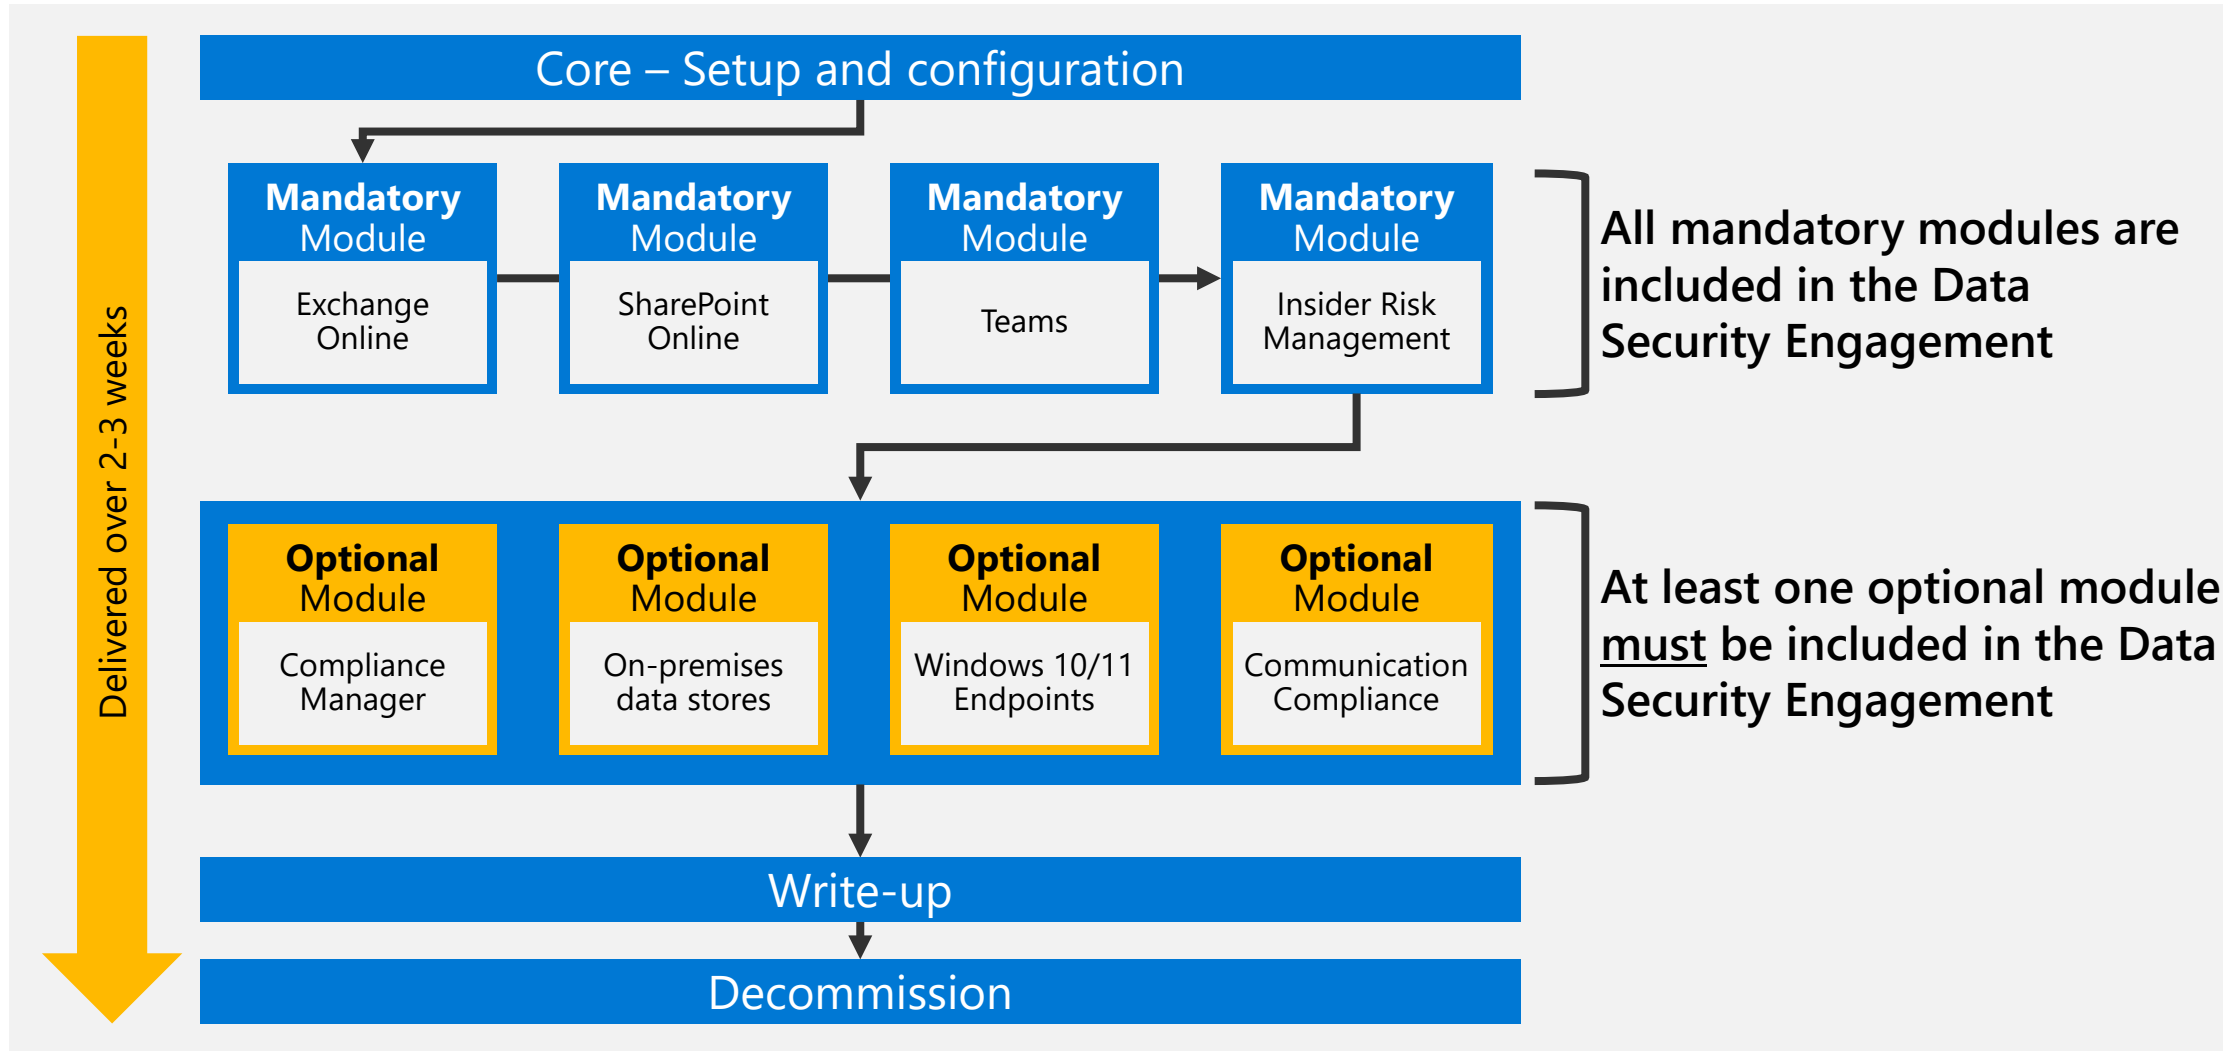 Core – Setup and configuration
Delivered over 2-3 weeks
Mandatory
Module
Exchange
Online
Mandatory
Module
SharePoint
Online
Mandatory
Module
Teams
Mandatory
Module
Insider Risk
Management
All mandatory modules are
included in the Data
Security Engagement
Optional
Module
Compliance
Manager
Optional
Module
On-premises
data stores
Optional
Module
Windows 10/11
Endpoints
Optional
Module
Communication
Compliance
At least one optional module
must be included in the Data
Security Engagement
Write-up
Decommission